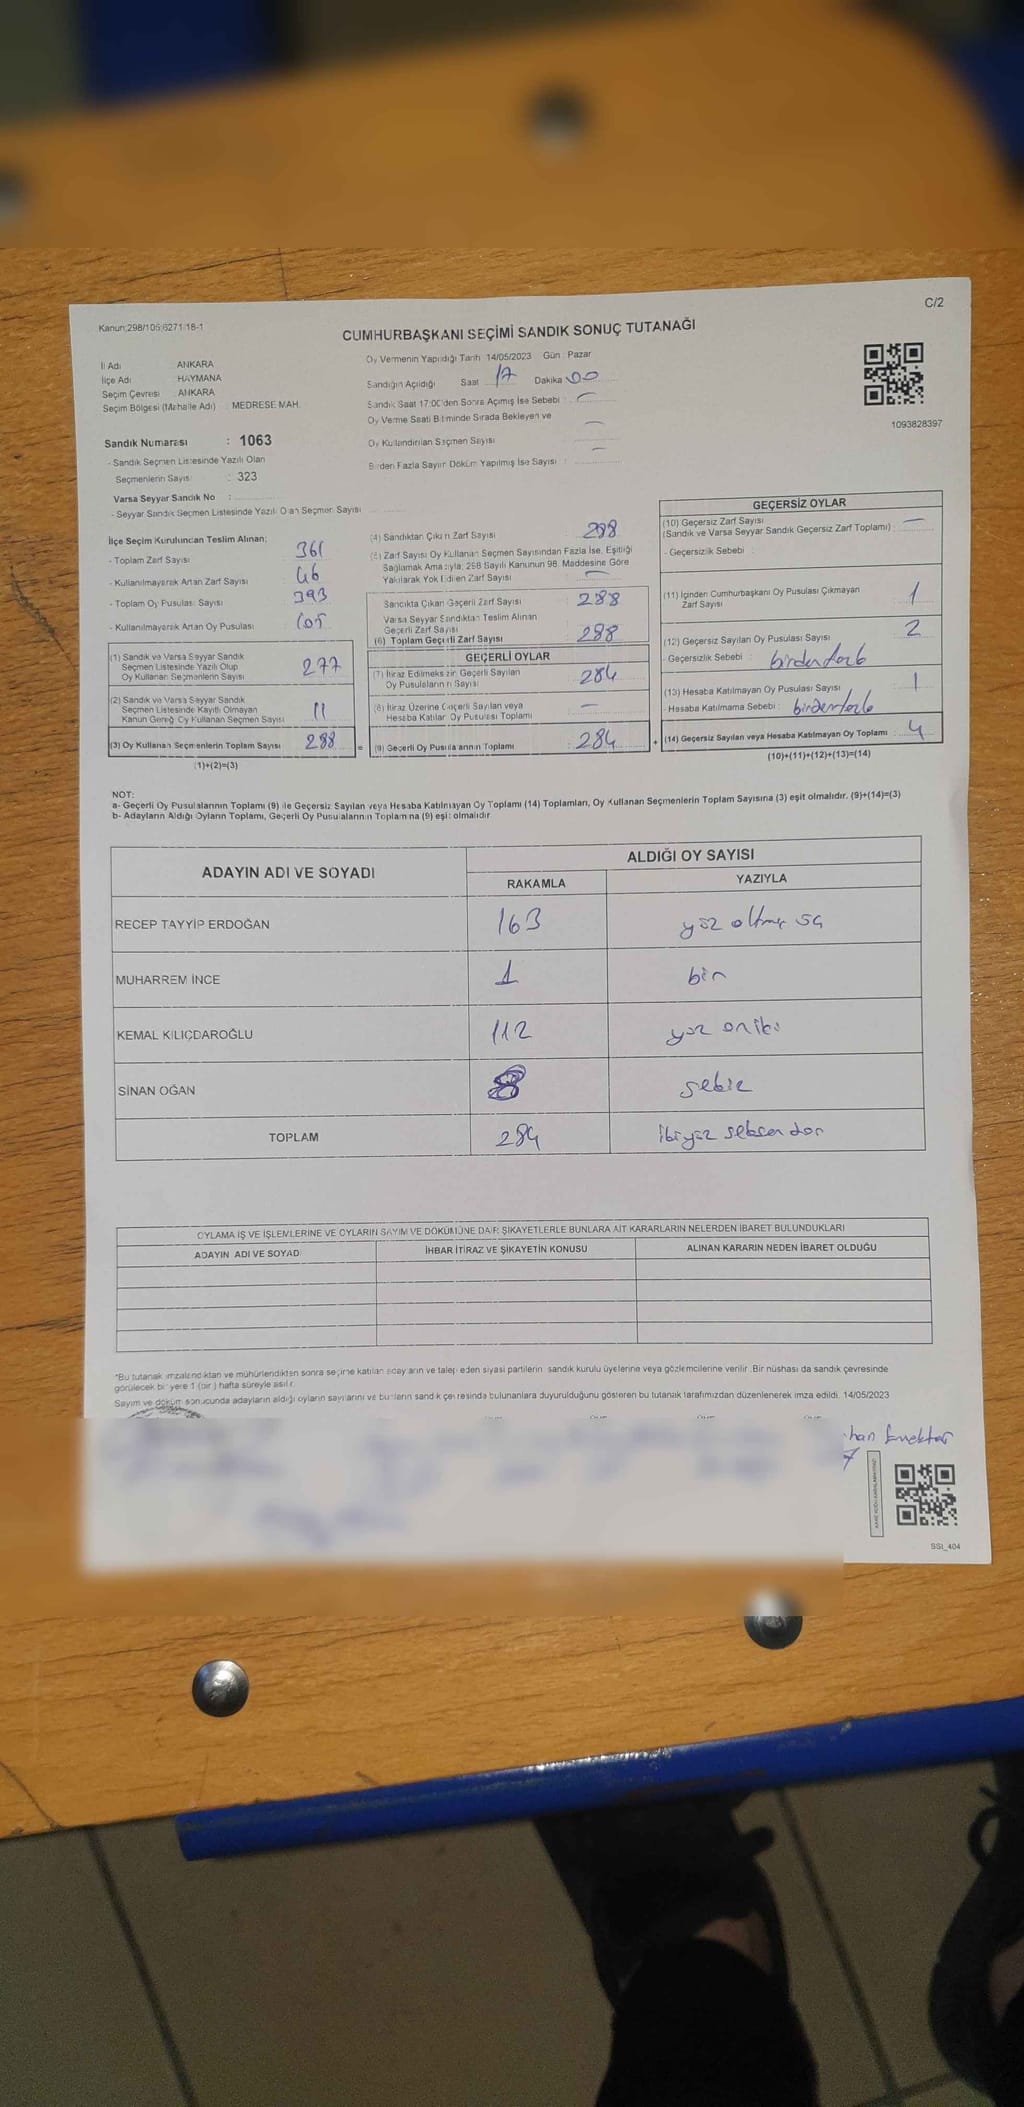 C/2
Kanun:298/105;6271/18-1
CUMHURBAŞKANI SEÇİMİ SANDIK SONUÇ TUTANAĞI
İl Adı : ANKARA
İlçe Adı : HAYMANA
Seçim Çevresi : ANKARA
Seçim Bölgesi (Mahalle Adı) : MEDRESE MAH.
Sandık Numarası : 1063
- Sandık Seçmen Listesinde Yazılı Olan
Seçmenlerin Sayısı : 323
Varsa Seyyar Sandık No :
- Seyyar Sandık Seçmen Listesinde Yazılı Olan Seçmen Sayısı
Oy Vermenin Yapıldığı Tarih 14/05/2023 Gün : Pazar
Sandığın Açıldığı Saat 17 Dakika 00
Sandık Saat 17:00'den Sonra Açımış İse Sebebi : —
Oy Verme Saati Bitiminde Sırada Bekleyen ve
Oy Kullandırılan Seçmen Sayısı —
Birden Fazla Sayım Döküm Yapılmış İse Sayısı : —
1093828397
İlçe Seçim Kurulundan Teslim Alınan;
- Toplam Zarf Sayısı 361
- Kullanılmayarak Artan Zarf Sayısı
- Toplam Oy Pusulası Sayısı 393
- Kullanılmayarak Artan Oy Pusulası 105
(1) Sandık ve Varsa Seyyar Sandık
Seçmen Listesinde Yazılı Olup
Oy Kullanan Seçmenlerin Sayısı 277
(2) Sandık ve Varsa Seyyar Sandık
Seçmen Listesinde Kayıtlı Olmayan
Kanun Gereği Oy Kullanan Seçmen Sayısı 11
(3) Oy Kullanan Seçmenlerin Toplam Sayısı 288 =
(1)+(2)=(3)
(4) Sandıktan Çıkan Zarf Sayısı : 288
(5) Zarf Sayısı Oy Kullanan Seçmen Sayısından Fazla İse, Eşitliği
Sağlamak Amacıyla; 298 Sayılı Kanunun 98. Maddesine Göre
Yakılarak Yok Edilen Zarf Sayısı : —
Sandıkta Çıkan Geçerli Zarf Sayısı : 288
Varsa Seyyar Sandıktan Teslim Alınan
Geçerli Zarf Sayısı
(6) Toplam Geçerli Zarf Sayısı : 288
GEÇERLİ OYLAR
(7) İtiraz Edilmeksizin Geçerli Sayılan
Oy Pusulalarının Sayısı : 284
(8) İtiraz Üzerine Geçerli Sayılan veya
Hesaba Katılan Oy Pusulası Toplamı : —
(9) Geçerli Oy Pusulalarının Toplamı : 284 +
GEÇERSİZ OYLAR
(10) Geçersiz Zarf Sayısı
(Sandık ve Varsa Seyyar Sandık Geçersiz Zarf Toplamı) : —
- Geçersizlik Sebebi :
(11) İçinden Cumhurbaşkanı Oy Pusulası Çıkmayan
Zarf Sayısı : 1
(12) Geçersiz Sayılan Oy Pusulası Sayısı : 2
- Geçersizlik Sebebi : birden fazla
(13) Hesaba Katılmayan Oy Pusulası Sayısı : 1
- Hesaba Katılmama Sebebi : birden fazla
(14) Geçersiz Sayılan veya Hesaba Katılmayan Oy Toplamı : 4
(10)+(11)+(12)+(13)=(14)
NOT:
a- Geçerli Oy Pusulalarının Toplamı (9) ile Geçersiz Sayılan veya Hesaba Katılmayan Oy Toplamı (14) Toplamları, Oy Kullanan Seçmenlerin Toplam Sayısına (3) eşit olmalıdır. (9)+(14)=(3)
b- Adayların Aldığı Oyların Toplamı, Geçerli Oy Pusulalarının Toplamına (9) eşit olmalıdır.
ADAYIN ADI VE SOYADI
ALDIĞI OY SAYISI
RAKAMLA YAZIYLA
RECEP TAYYİP ERDOĞAN 163 yüz altmış üç
MUHARREM İNCE 1 bir
KEMAL KILIÇDAROĞLU 112 yüz oniki
SİNAN OĞAN 8 sekiz
TOPLAM 284 ikiyüz seksen dört
OYLAMA İŞ VE İŞLEMLERİNE VE OYLARIN SAYIM VE DÖKÜMÜNE DAİR ŞİKAYETLERLE BUNLARA AİT KARARLARIN NELERDEN İBARET BULUNDUKLARI
ADAYIN ADI VE SOYADI İHBAR İTİRAZ VE ŞİKAYETİN KONUSU ALINAN KARARIN NEDEN İBARET OLDUĞU
*Bu tutanak imzalandıktan ve mühürlendikten sonra seçime katılan adayların ve talep eden siyasi partilerin sandık kurulu üyelerine veya gözlemcilerine verilir. Bir nüshası da sandık çevresinde
görülecek bir yere 1 (bir) hafta süreyle asılır.
Sayım ve döküm sonucunda adayların aldığı oyların sayılarını ve bunların sandık çevresinde bulunanlara duyurulduğunu gösteren bu tutanak tarafımızdan düzenlenerek imza edildi. 14/05/2023
SSI_404